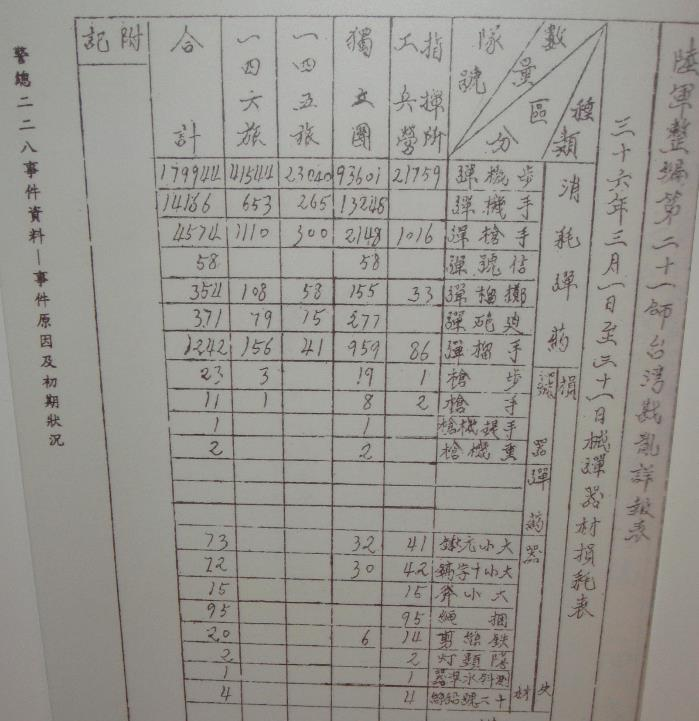 陸軍整編第二十一師台灣戡亂詳報表
三十六年三月一日至三十一日械彈器材損耗表
數量 區分 種類 隊號 指揮所 工兵營 獨立團 一四五旅 一四六旅 合計 附記
消耗彈藥
步機彈 21759 93601 23040 41544 179944
手機彈 13248 265 653 14166
手槍彈 1016 2148 300 1110 4574
信號彈 58 58
擲榴彈 33 155 58 108 354
迫砲彈 277 15 79 371
手榴彈 86 959 41 156 1242
損 器彈藥
步槍 1 19 3 23
手槍 2 8 1 11
手提機槍 1 1
重機槍 2 2
器材
大小元鍬 41 32 73
大小十字鎬 42 30 72
大小斧 15 15
捆繩 95 95
鐵絲剪 14 6 20
隊頭灯 2 2
測斜水準器 1 1
十二號鉛絲 4 4
警總二二八事件資料—事件原因及初期狀況